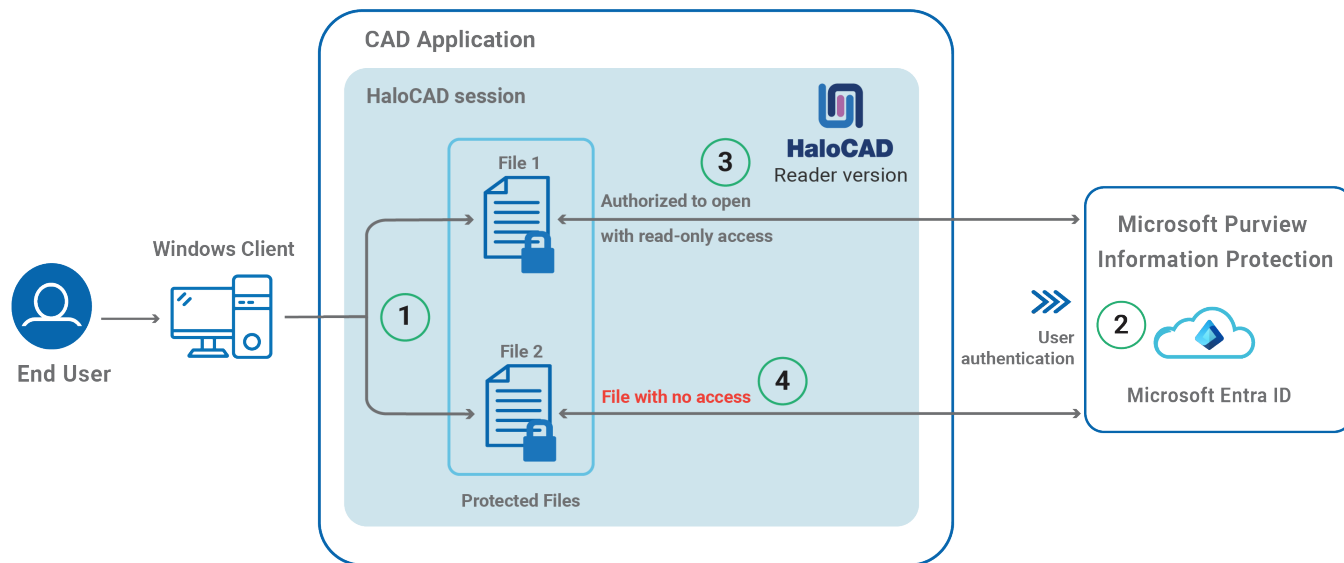 CAD Application
HaloCAD session
HaloCAD
Reader version
File 1
3
Authorized to open
with read-only access
Windows Client
End User
1
File 2
File with no access
4
Protected Files
Microsoft Purview
Information Protection
User
authentication
2
Microsoft Entra ID